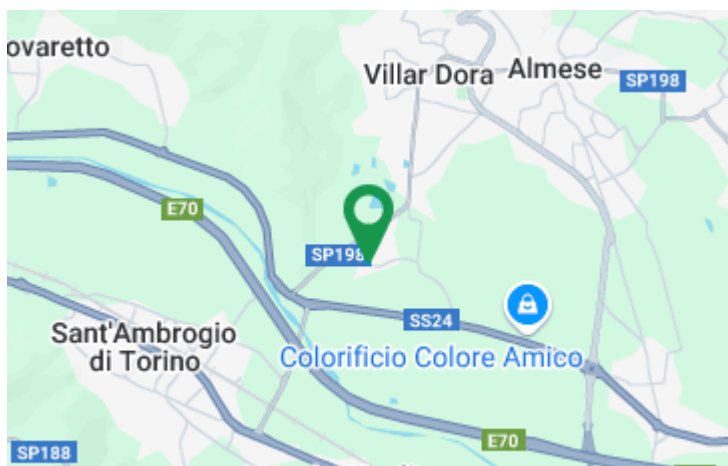 ovaretto
Villar Dora
Almese
SP198
E70
SP198
SS24
Sant'Ambrogio
di Torino
Colorificio Colore Amico
E70
SP188